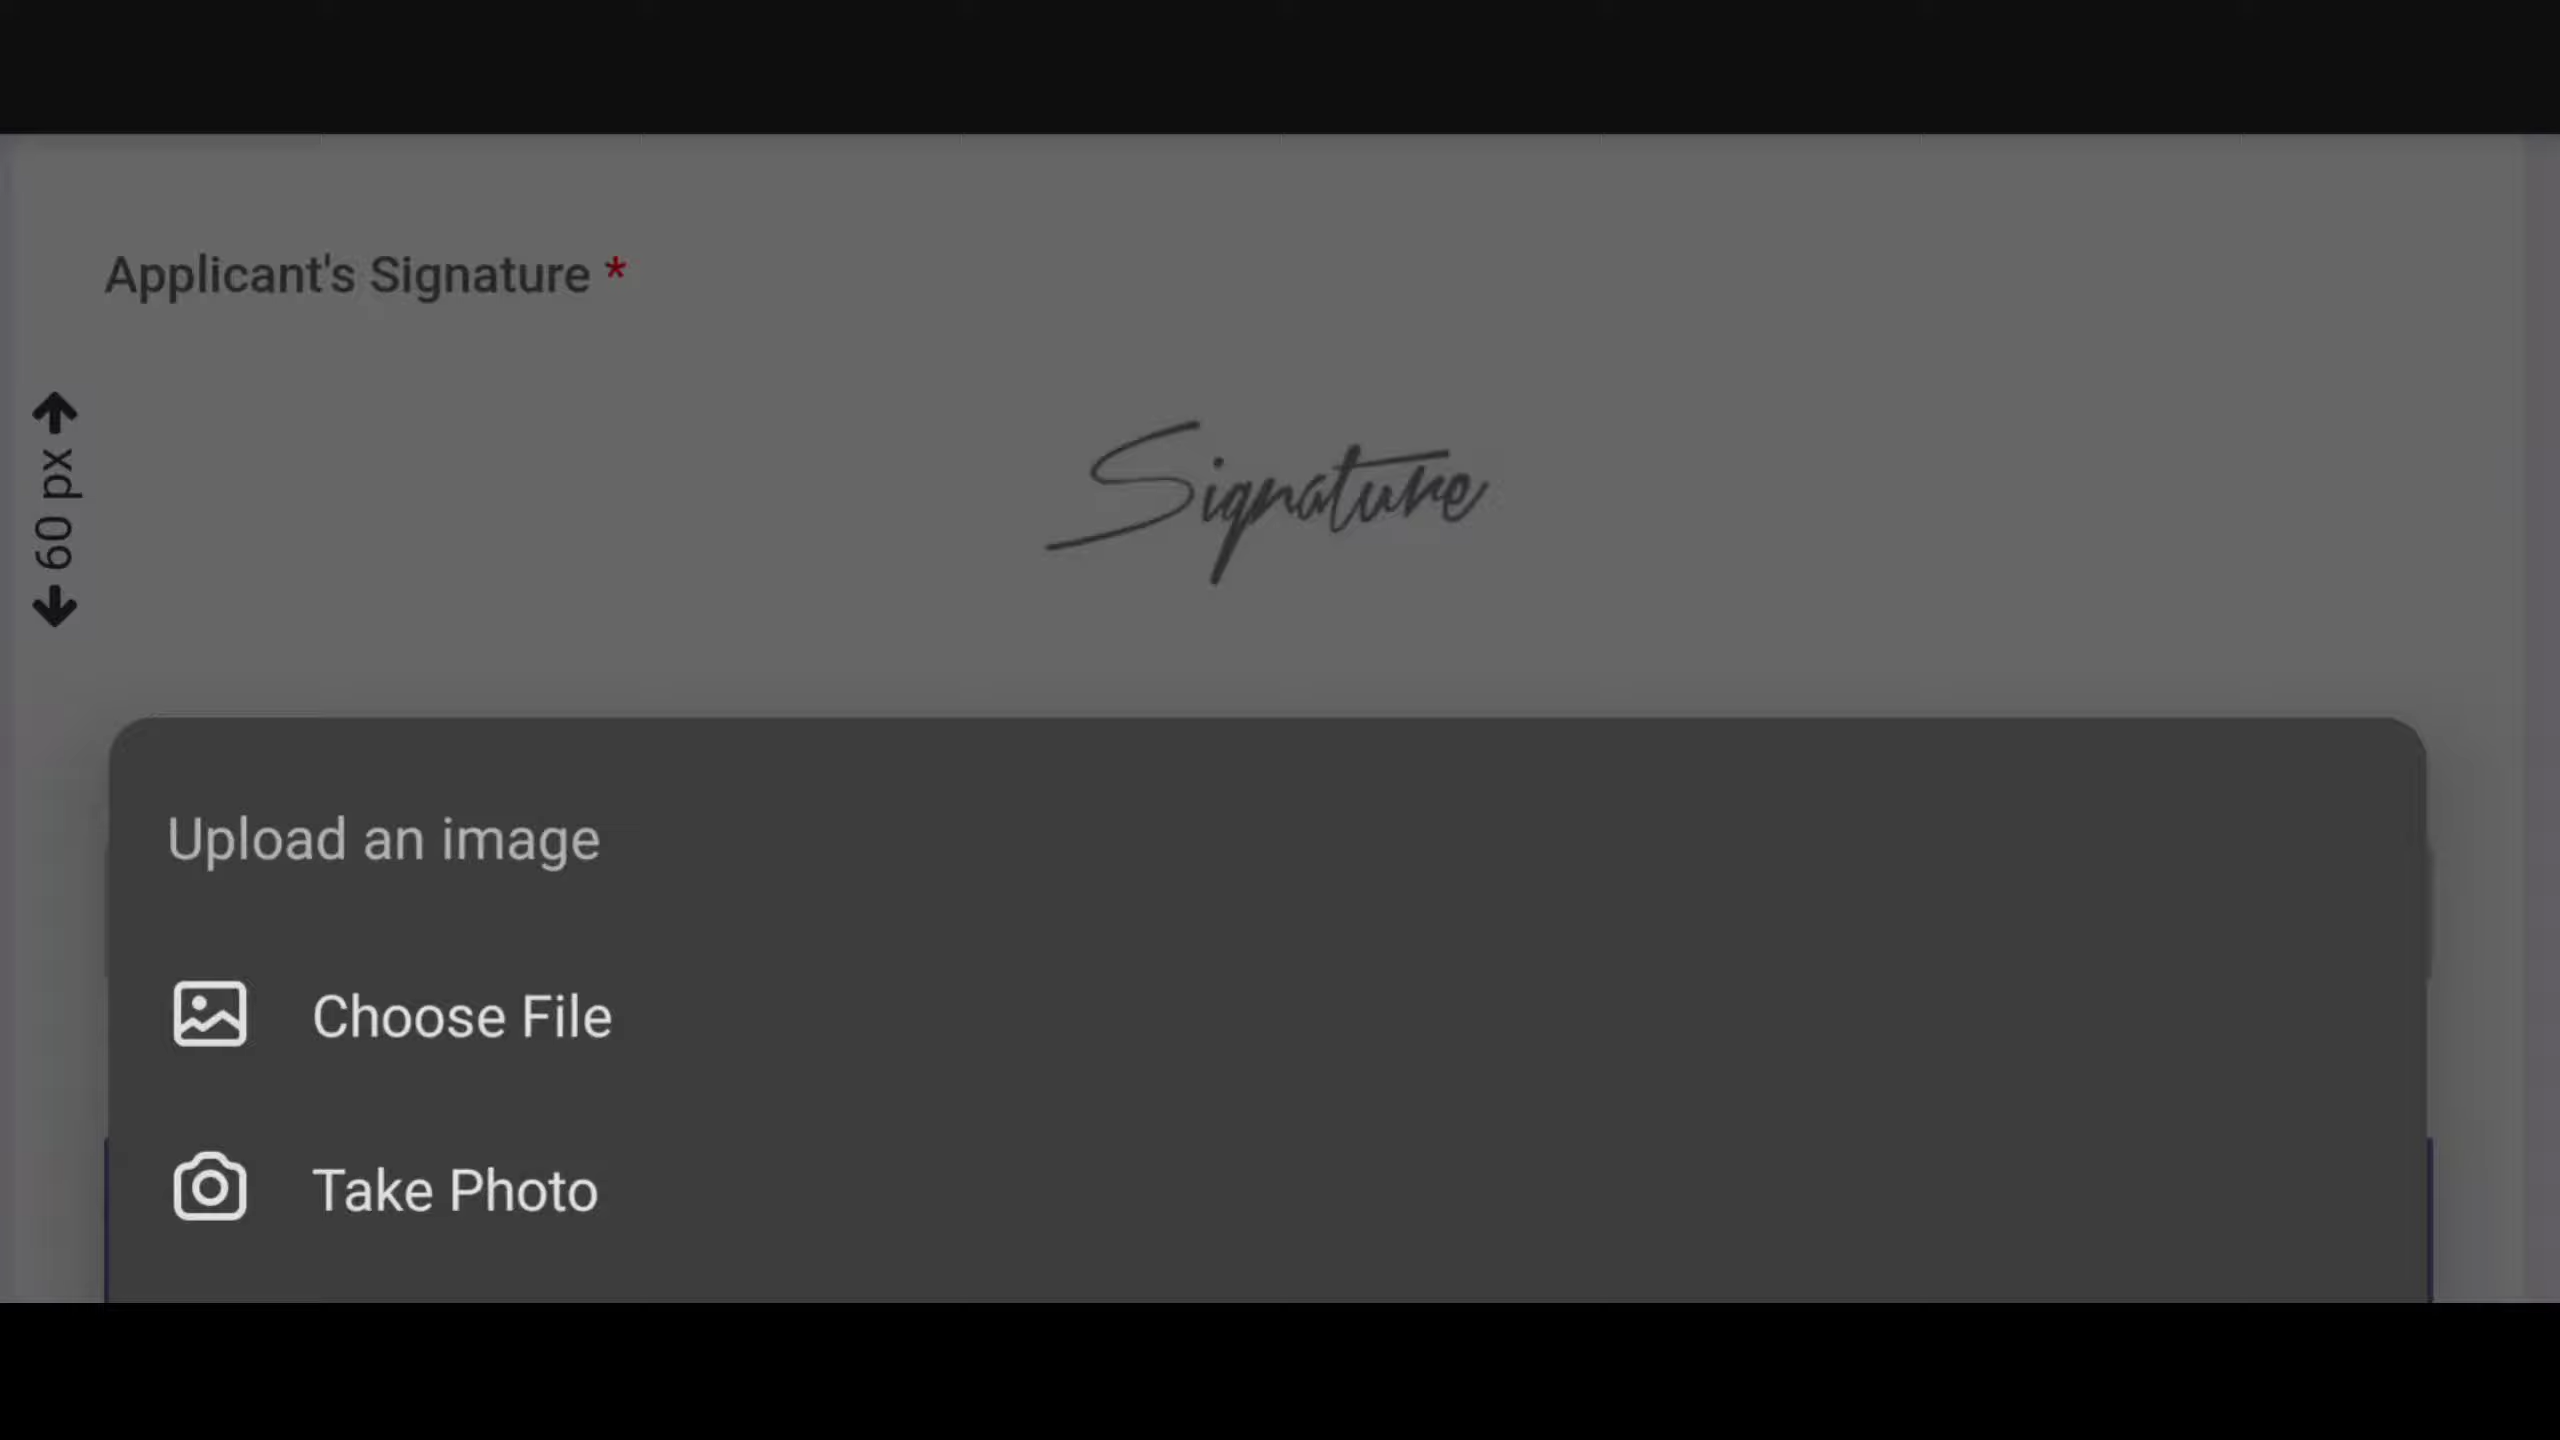 Applicant's Signature *
60 px
Signature
Upload an image
Choose File
Take Photo